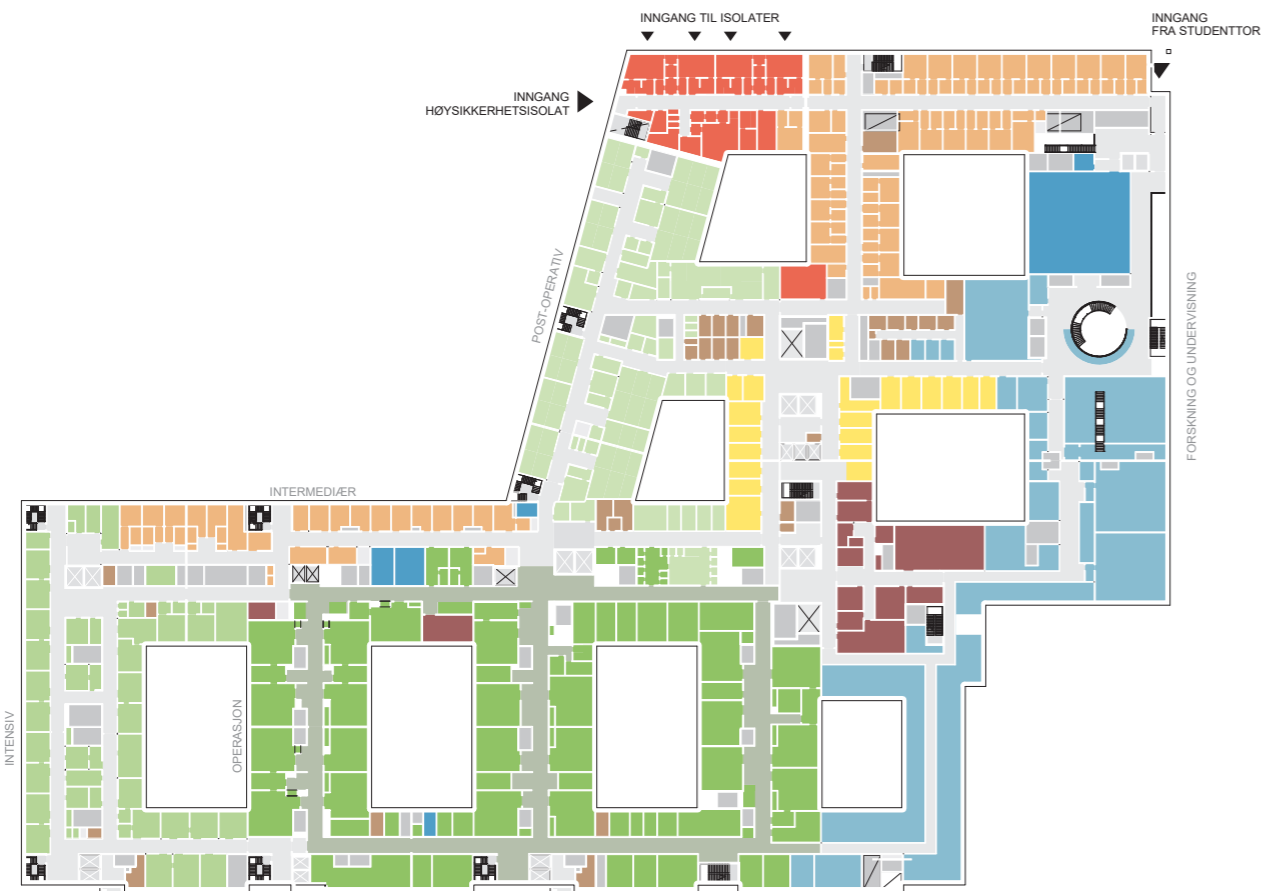 INNGANG TIL ISOLATER
INNGANG
FRA STUDENTTOR
INNGANG
HØYSIKKERHETSISOLAT
POST-OPERATIV
FORSKNING OG UNDERVISNING
INTERMEDIÆR
INTENSIV
OPERASJON